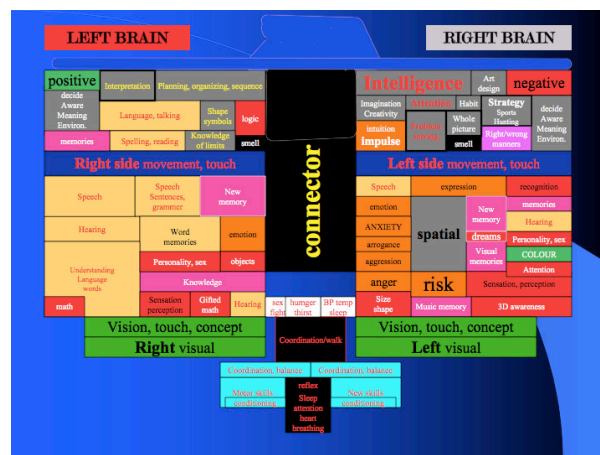 LEFT BRAIN
RIGHT BRAIN
positive
Interpretation
Planning, organizing, sequence
decide
Aware
Meaning
Environ.
Language, talking
Shape
symbols
logic
memories
Spelling, reading
Knowledge
of limits
smell
Right side movement, touch
Speech
Speech
Sentences,
grammer
New
memory
Hearing
Word
memories
emotion
Understanding
Language
words
Personality, sex
objects
Knowledge
math
Sensation
perception
Gifted
math
Hearing
Vision, touch, concept
Right visual
connector
sex
fight
humger
thirst
BP temp
sleep
Coordination/walk
Intelligence
Art
design
negative
Imagination
Creativity
Attention
Habit
Strategy
Sports
Hunting
decide
Aware
Meaning
Environ.
intuition
impulse
Problem
solving
Whole
picture
smell
Right/wrong
manners
Left side movement, touch
Speech
expression
recognition
emotion
spatial
New
memory
memories
ANXIETY
Hearing
arrogance
dreams
Personality, sex
aggression
Visual
memories
COLOUR
Attention
anger
risk
Sensation, perception
Size
shape
Music memory
3D awareness
Vision, touch, concept
Left visual
Coordination, balance
Coordination, balance
Motor skills
conditioning
reflex
Sleep
attention
heart
breathing
New skills
conditioning